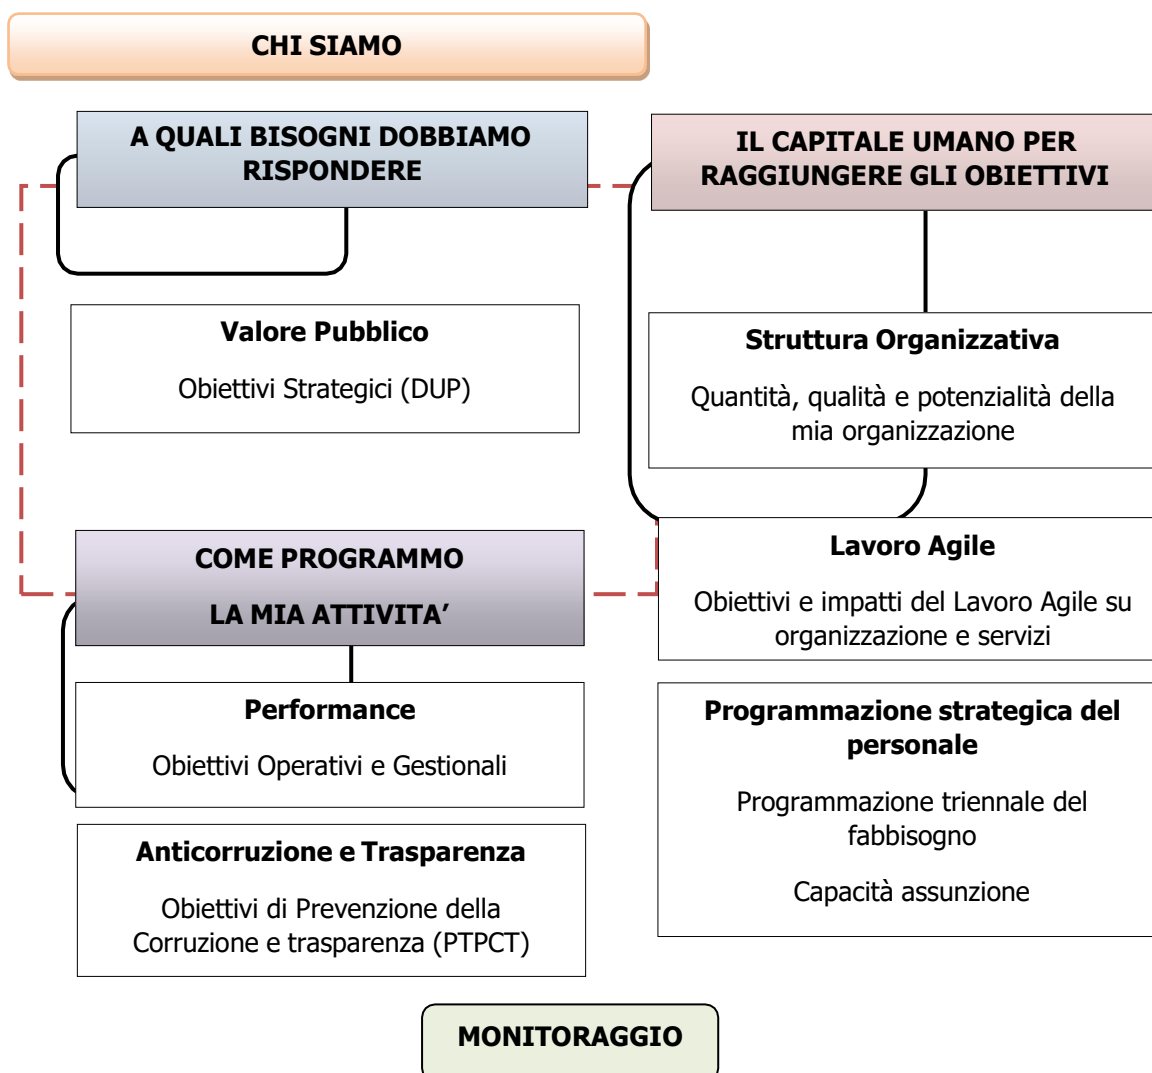 CHI SIAMO
A QUALI BISOGNI DOBBIAMO
RISPONDERE
Valore Pubblico
Obiettivi Strategici (DUP)
COME PROGRAMMO
LA MIA ATTIVITA’
Performance
Obiettivi Operativi e Gestionali
Anticorruzione e Trasparenza
Obiettivi di Prevenzione della
Corruzione e trasparenza (PTPCT)
IL CAPITALE UMANO PER
RAGGIUNGERE GLI OBIETTIVI
Struttura Organizzativa
Quantità, qualità e potenzialità della
mia organizzazione
Lavoro Agile
Obiettivi e impatti del Lavoro Agile su
organizzazione e servizi
Programmazione strategica del
personale
Programmazione triennale del
fabbisogno
Capacità assunzione
MONITORAGGIO